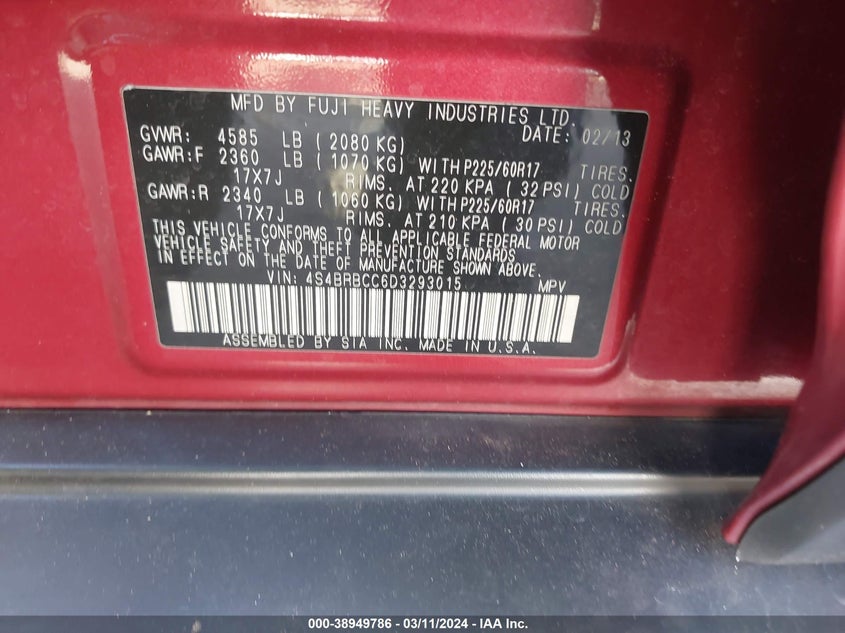 MFD BY FUJI HEAVY INDUSTRIES LTD.
DATE: 02/13
GVWR: 4585 LB ( 2080 KG)
GAWR:F 2360 LB ( 1070 KG) WITH P225/60R17 TIRES.
17X7J RIMS. AT 220 KPA ( 32 PSI) COLD
GAWR:R 2340 LB ( 1060 KG) WITH P225/60R17 TIRES.
17X7J RIMS. AT 210 KPA ( 30 PSI) COLD
THIS VEHICLE CONFORMS TO ALL APPLICABLE FEDERAL MOTOR
VEHICLE SAFETY AND THEFT PREVENTION STANDARDS
IN EFFECT ON THE DATE OF MANUFACTURE SHOWN ABOVE.
VIN: 4S4BRBCC6D3293015 MPV
ASSEMBLED BY SIA INC. MADE IN U.S.A.
000-38949786 - 03/11/2024 - IAA Inc.